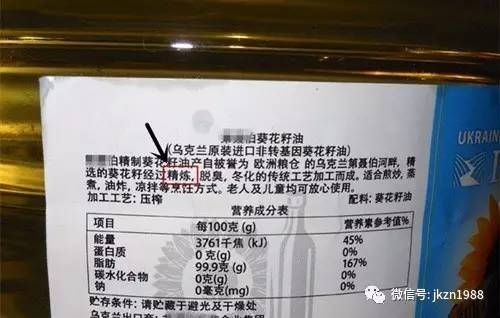 伯葵花籽油
(乌克兰原装进口非转基因葵花籽油)
伯精制葵花籽油产自被誉为 欧洲粮仓 的乌克兰第聂伯河畔,精
选的葵花籽经过精炼,脱臭,冬化的传统工艺加工而成。适合煎炒,蒸
煮,油炸,凉拌等烹饪方式。老人及儿童均可放心使用。
加工工艺:压榨
配料:葵花籽油
营养成分表
项目 每100克(g) 营养素参考值%
能量 3761千焦(kJ) 45%
蛋白质 0 克(g)
脂肪 99.9 克(g) 167%
碳水化合物 0克(g)
钠 0毫克(mg)
贮存条件:请贮藏于避光及干燥处
UKRAINE
微信号: jkzn1988